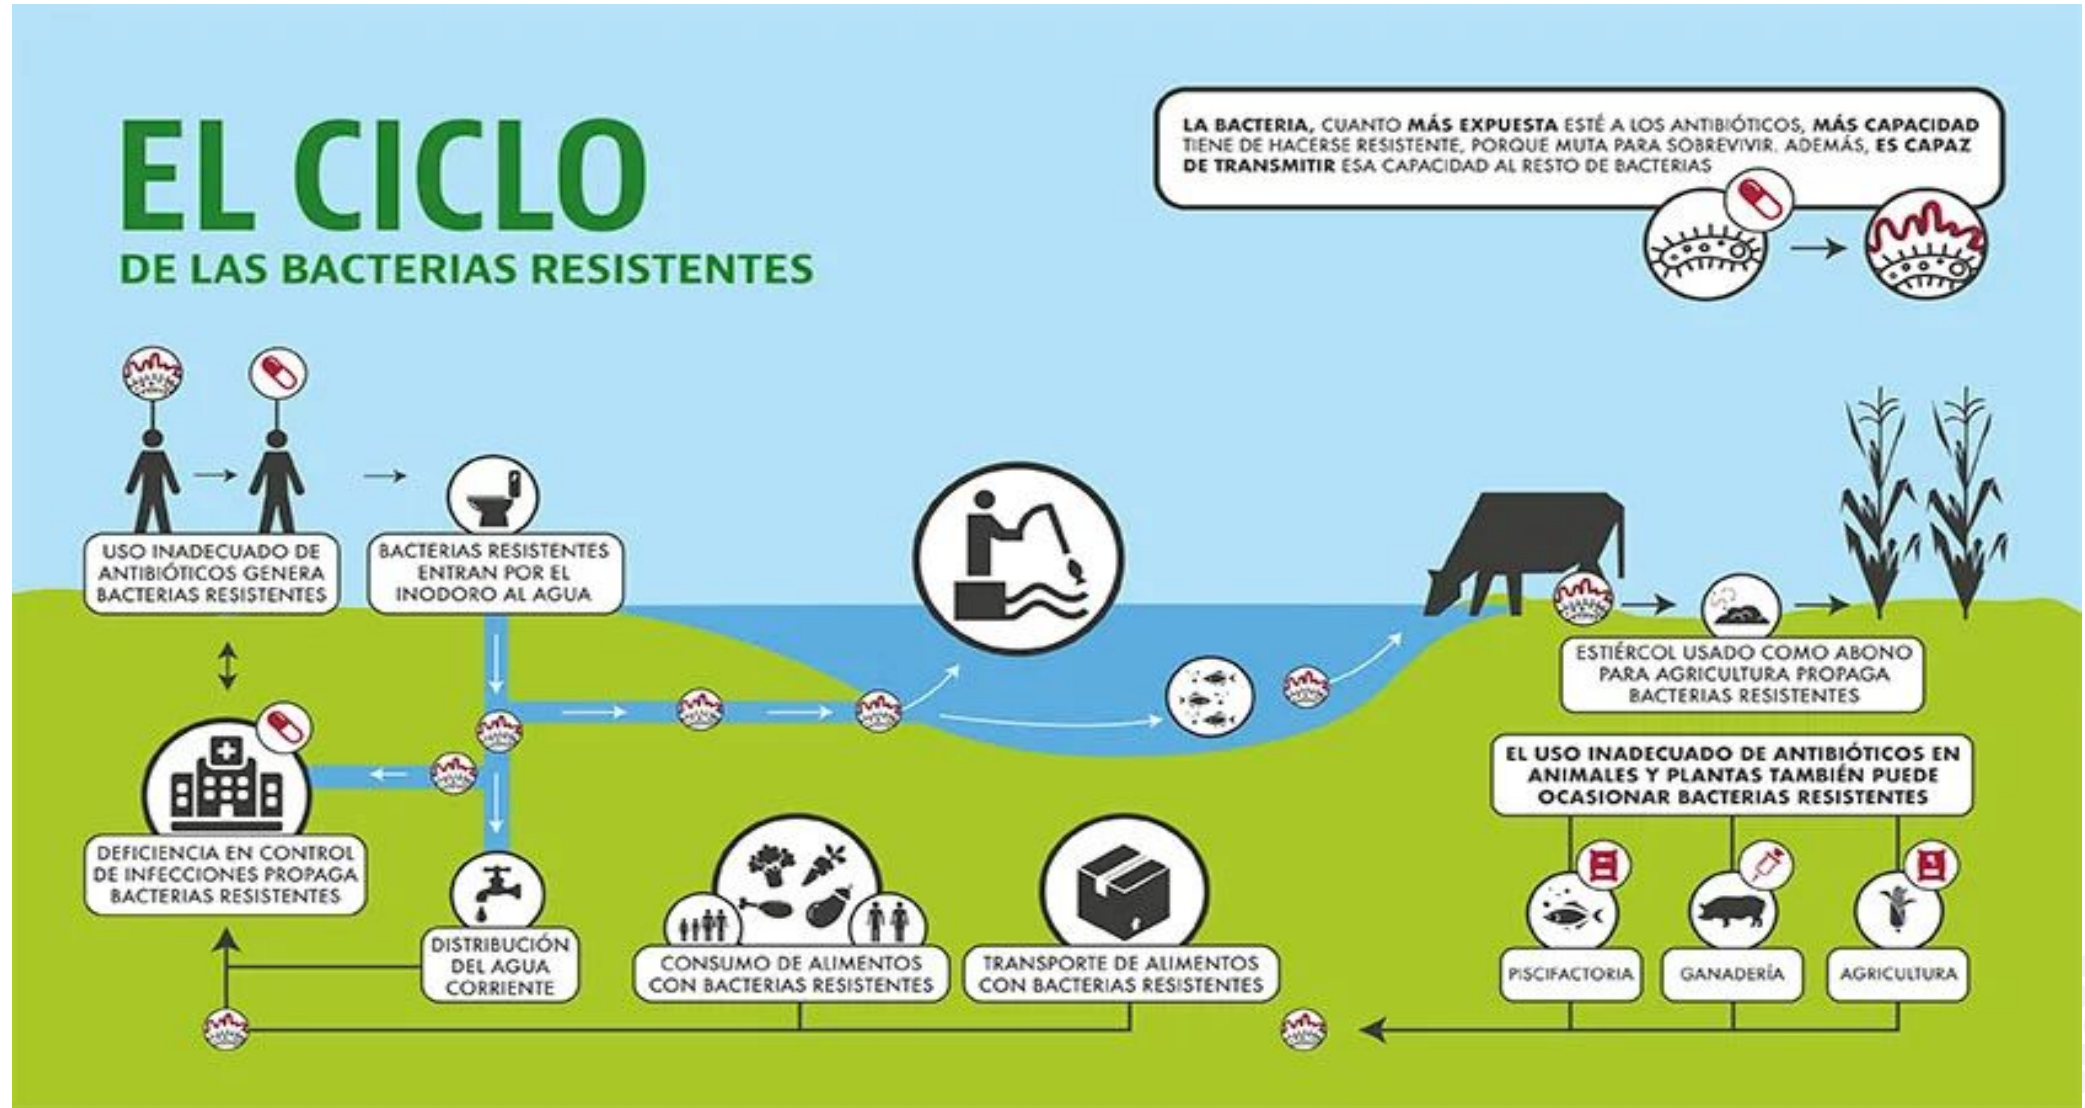 EL CICLO
DE LAS BACTERIAS RESISTENTES
LA BACTERIA, CUANTO MÁS EXPUESTA ESTÉ A LOS ANTIBIÓTICOS, MÁS CAPACIDAD
TIENE DE HACERSE RESISTENTE, PORQUE MUTA PARA SOBREVIVIR. ADEMÁS, ES CAPAZ
DE TRANSMITIR ESA CAPACIDAD AL RESTO DE BACTERIAS
USO INADECUADO DE
ANTIBIÓTICOS GENERA
BACTERIAS RESISTENTES
BACTERIAS RESISTENTES
ENTRAN POR EL
INODORO AL AGUA
ESTIÉRCOL USADO COMO ABONO
PARA AGRICULTURA PROPAGA
BACTERIAS RESISTENTES
EL USO INADECUADO DE ANTIBIÓTICOS EN
ANIMALES Y PLANTAS TAMBIÉN PUEDE
OCASIONAR BACTERIAS RESISTENTES
DEFICIENCIA EN CONTROL
DE INFECCIONES PROPAGA
BACTERIAS RESISTENTES
DISTRIBUCIÓN
DEL AGUA
CORRIENTE
CONSUMO DE ALIMENTOS
CON BACTERIAS RESISTENTES
TRANSPORTE DE ALIMENTOS
CON BACTERIAS RESISTENTES
PISCIFACTORIA
GANADERÍA
AGRICULTURA